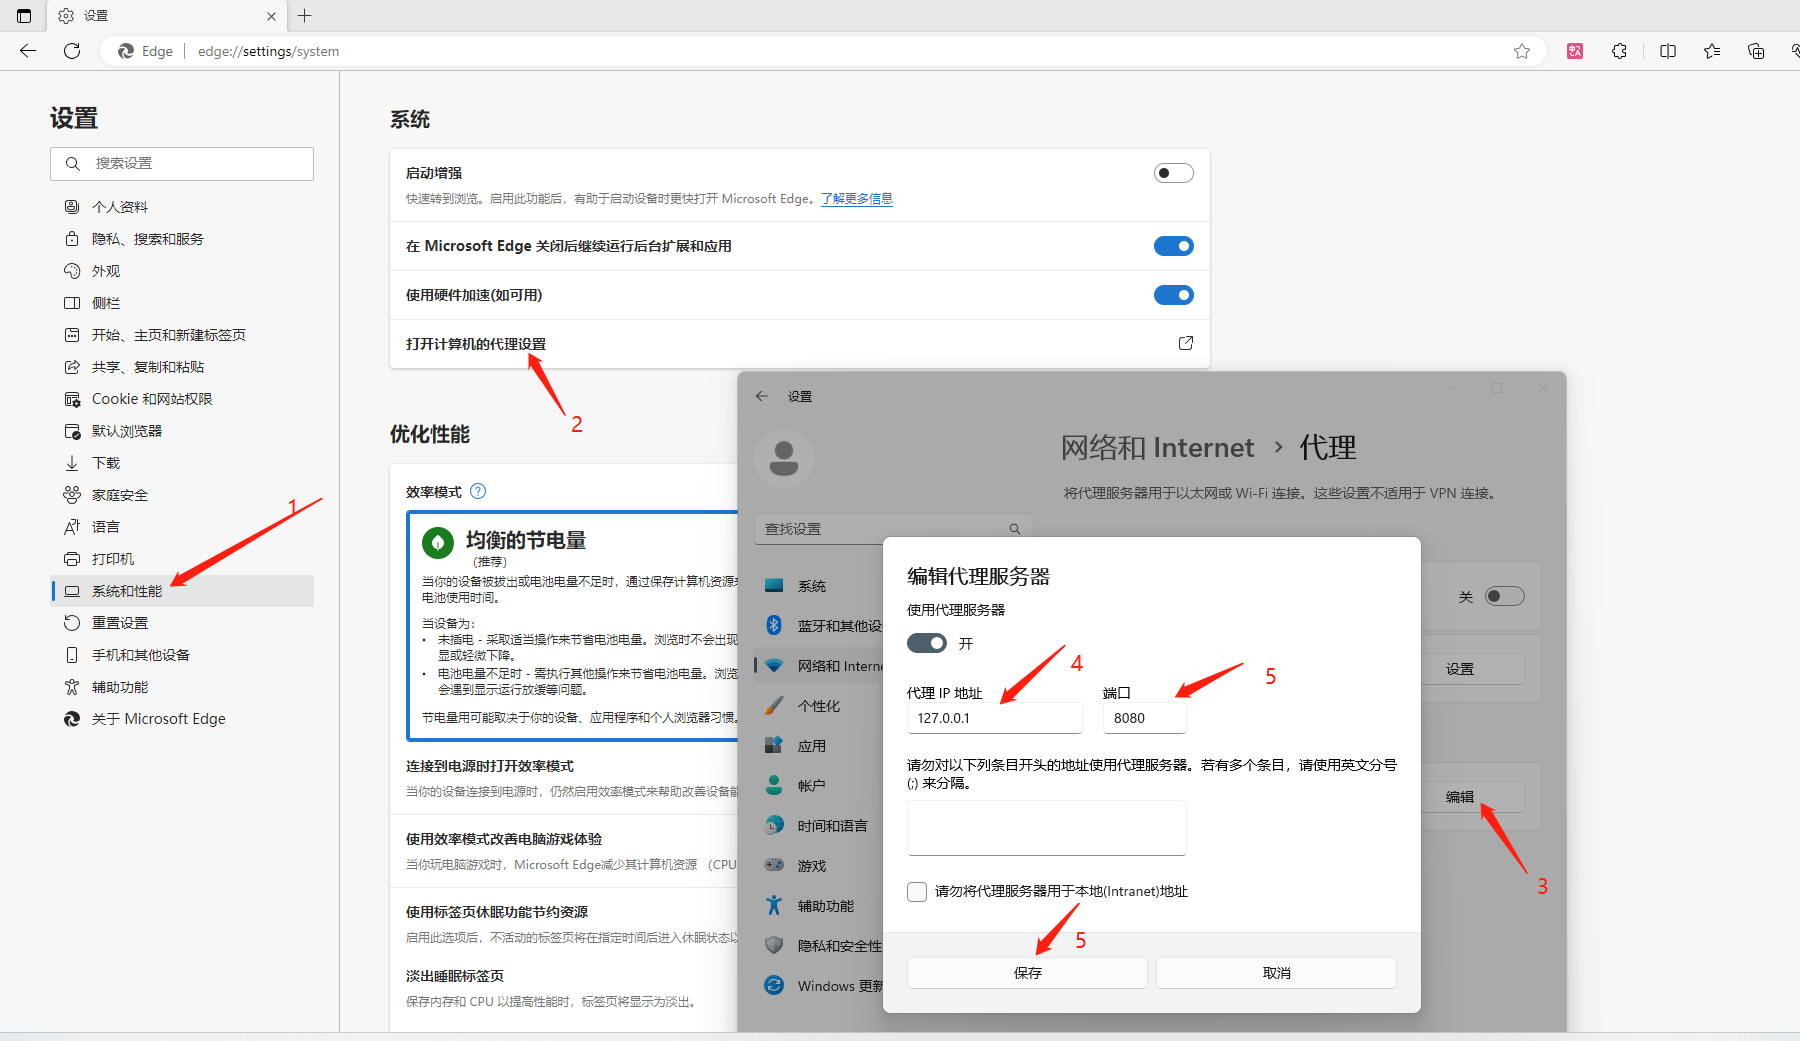 设置
Edge
edge://settings/system
设置
搜索设置
个人资料
隐私、搜索和服务
外观
侧栏
开始、主页和新建标签页
共享、复制和粘贴
Cookie 和网站权限
默认浏览器
下载
家庭安全
语言
打印机
系统和性能
重置设置
手机和其他设备
辅助功能
关于 Microsoft Edge
1
系统
启动增强
快速转到浏览。启用此功能后，有助于启动设备时更快打开 Microsoft Edge。了解更多信息
在 Microsoft Edge 关闭后继续运行后台扩展和应用
使用硬件加速(如可用)
打开计算机的代理设置
2
优化性能
效率模式
均衡的节电量
（推荐）
当你的设备被拔出或电池电量不足时，通过保存计算机资源
电池使用时间。
当设备为:
• 未插电 - 采取适当操作来节省电池电量。浏览时不会出现
显或轻微下降。
• 电池电量不足时 - 需执行其他操作来节省电池电量。浏览
会遇到显示运行放缓等问题。
节电量用可能取决于你的设备、应用程序和个人浏览器习惯。
连接到电源时打开效率模式
当你的设备连接到电源时，仍然启用效率模式来帮助改善设备能
使用效率模式改善电脑游戏体验
当你玩电脑游戏时，Microsoft Edge减少其计算机资源 （CPU
使用标签页休眠功能节约资源
启用此选项后，不活动的标签页将在指定时间后进入休眠状态以
淡出睡眠标签页
保存内存和 CPU 以提高性能时，标签页将显示为淡出。
设置
网络和 Internet › 代理
将代理服务器用于以太网或 Wi-Fi 连接。这些设置不适用于 VPN 连接。
查找设置
系统
蓝牙和其他设
网络和 Interne
个性化
应用
帐户
时间和语言
游戏
辅助功能
隐私和安全性
Windows 更新
关
设置
编辑
3
编辑代理服务器
使用代理服务器
开
代理 IP 地址
端口
4
5
127.0.0.1
8080
请勿对以下列条目开头的地址使用代理服务器。若有多个条目，请使用英文分号
(;) 来分隔。
请勿将代理服务器用于本地(Intranet)地址
5
保存
取消